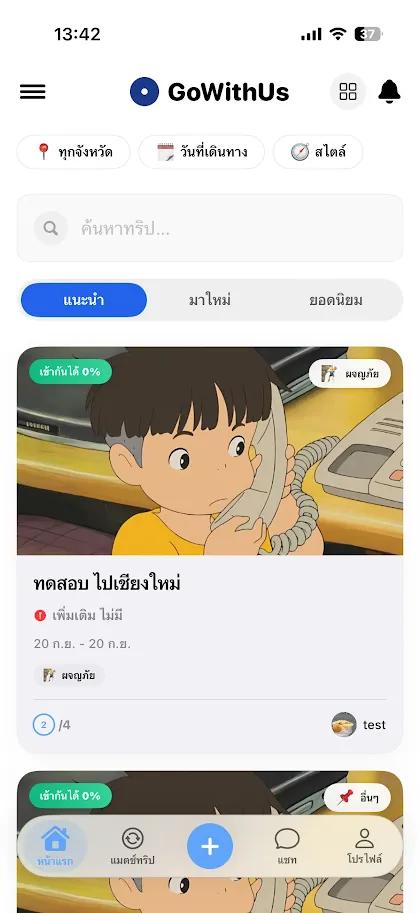 13:42
37
GoWithUs
ทุกจังหวัด
วันที่เดินทาง
สไตล์
ค้นหาทริป...
แนะนำ
มาใหม่
ยอดนิยม
เข้ากันได้ 0%
ผจญภัย
ทดสอบ ไปเชียงใหม่
เพิ่มเติม ไม่มี
20 ก.ย. - 20 ก.ย.
ผจญภัย
2 /4
test
เข้ากันได้ 0%
อื่นๆ
หน้าแรก
แมตช์ทริป
แชท
โปรไฟล์